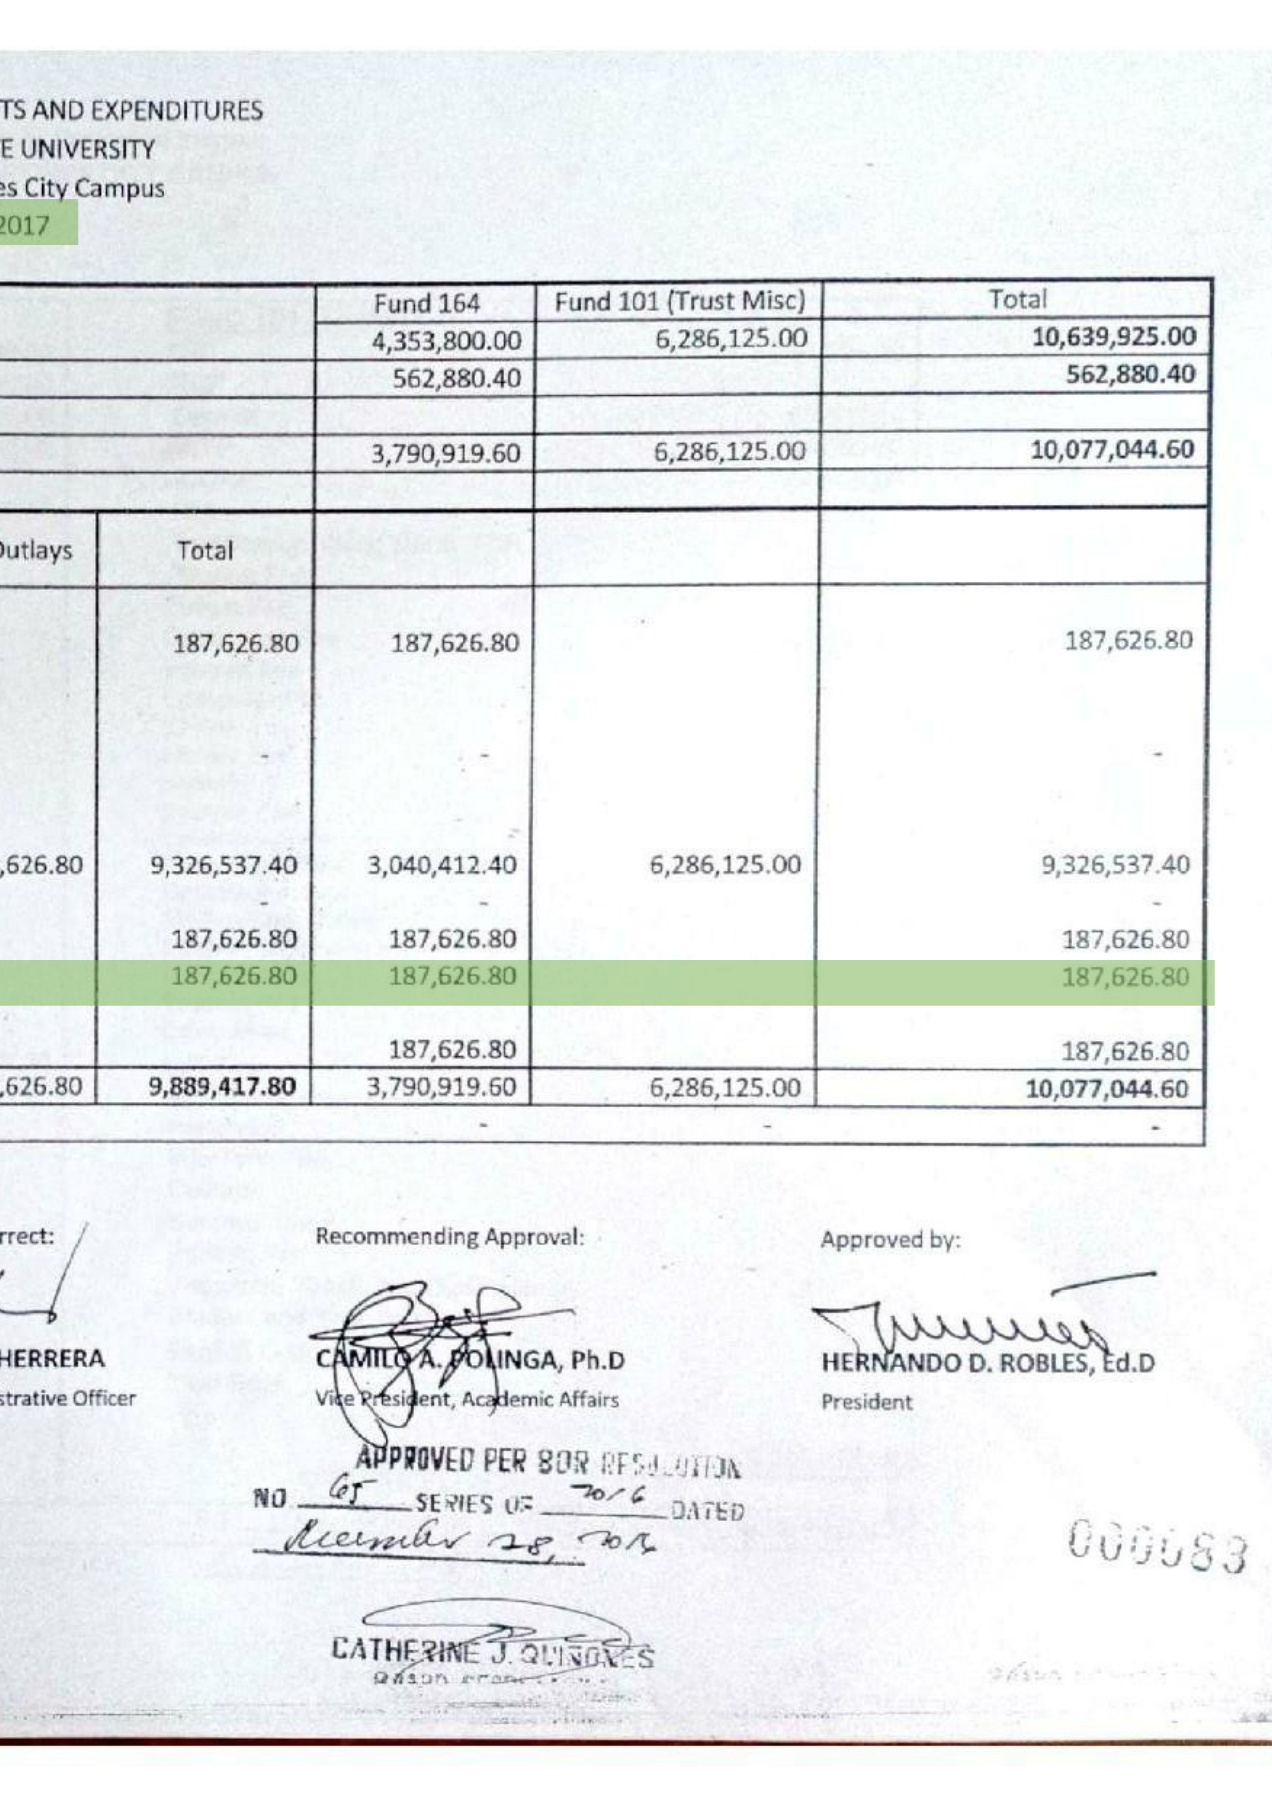 TS AND EXPENDITURES
E UNIVERSITY
es City Campus
2017
Fund 164 Fund 101 (Trust Misc) Total
4,353,800.00 6,286,125.00 10,639,925.00
562,880.40 562,880.40
3,790,919.60 6,286,125.00 10,077,044.60
Outlays Total
187,626.80 187,626.80 187,626.80
- - -
-
,626.80 9,326,537.40 3,040,412.40 6,286,125.00 9,326,537.40
- - -
187,626.80 187,626.80 187,626.80
187,626.80 187,626.80 187,626.80
187,626.80 187,626.80
,626.80 9,889,417.80 3,790,919.60 6,286,125.00 10,077,044.60
- - -
rrect: Recommending Approval: Approved by:
HERRERA CAMILO A. POLINGA, Ph.D HERNANDO D. ROBLES, Ed.D
strative Officer Vice President, Academic Affairs President
APPROVED PER BOR RESOLUTION
NO 65 SERIES OF 2016 DATED
December 28, 2016
000083
CATHERINE J. QUIÑONES